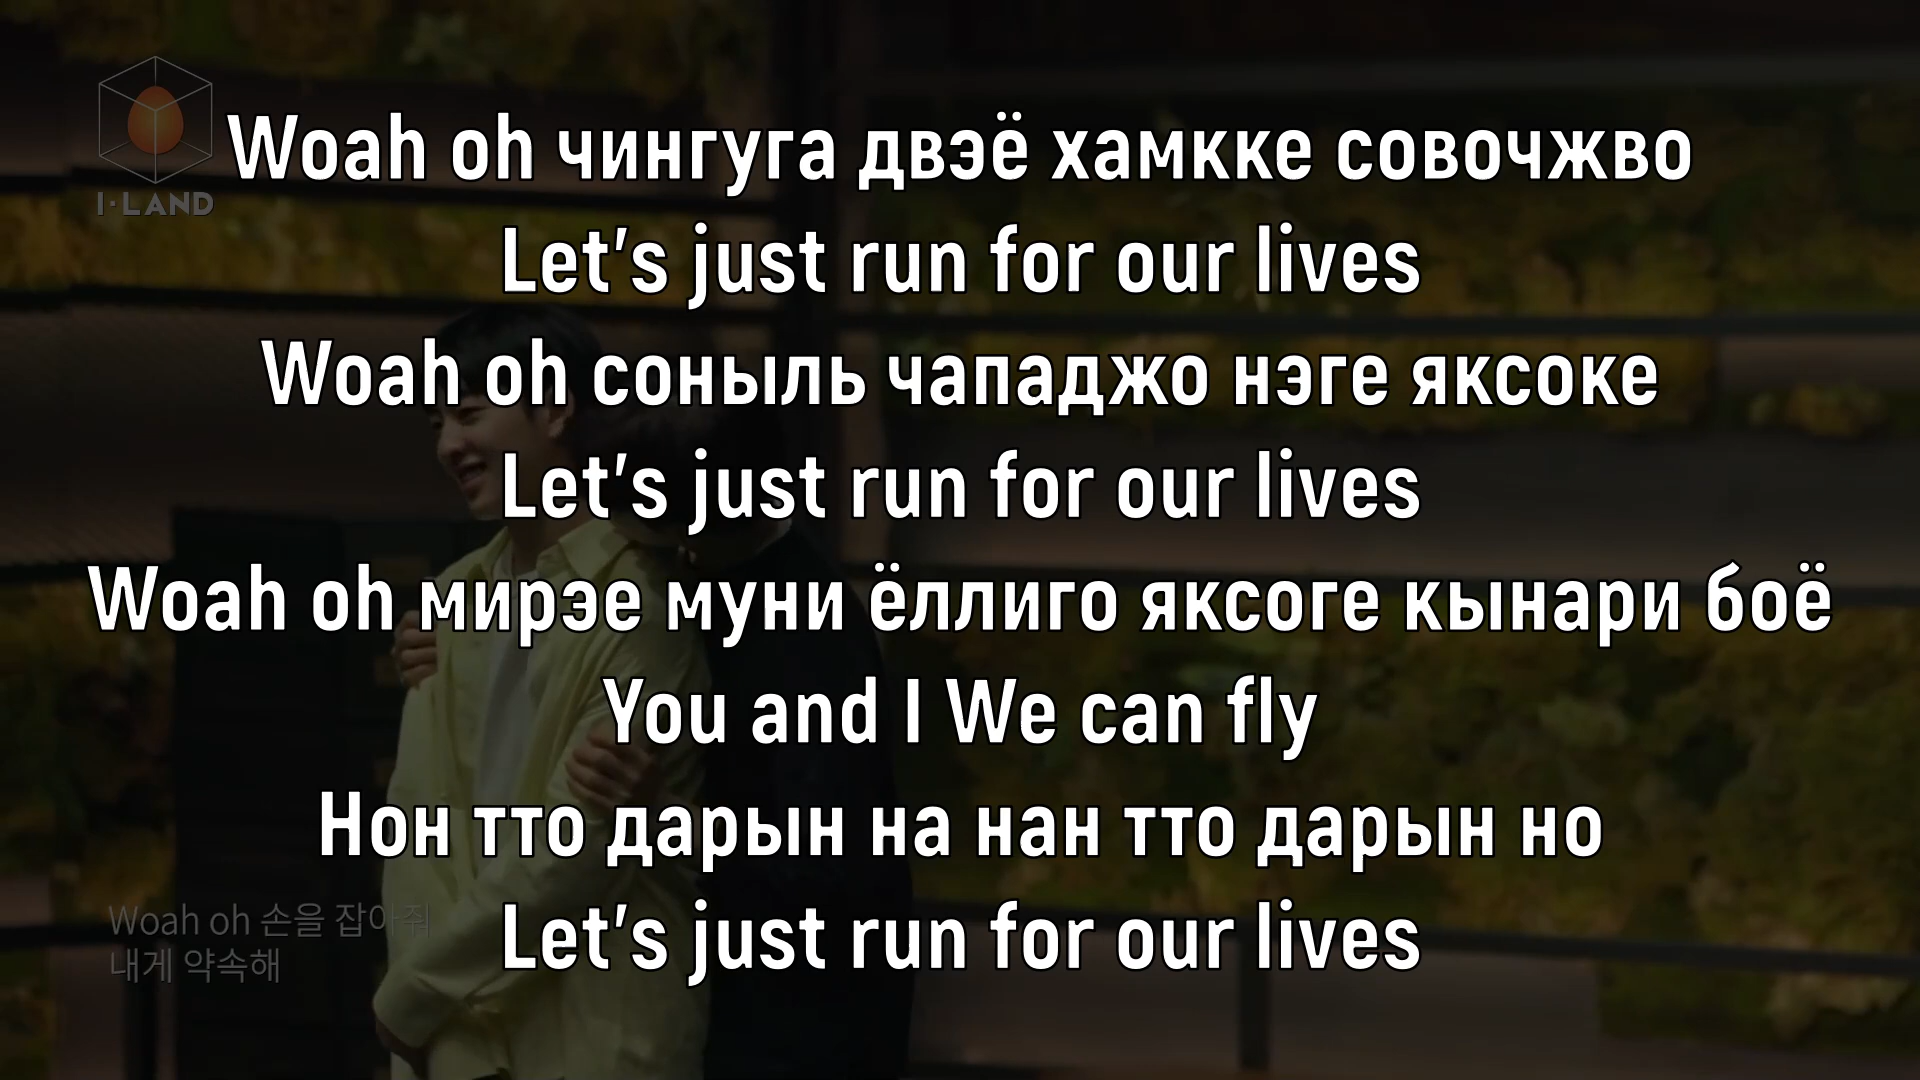 I·LAND
Woah oh чингуга двэё хамкке совочжво
Let's just run for our lives
Woah oh соныль чападжо нэге яксоке
Let's just run for our lives
Woah oh мирэе муни ёллиго яксоге кынари боё
You and I We can fly
Нон тто дарын на нан тто дарын но
Let's just run for our lives
Woah oh 손을 잡아줘
내게 약속해